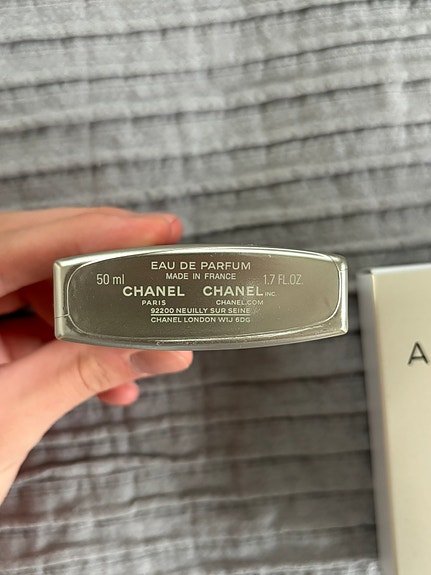 EAU DE PARFUM
MADE IN FRANCE
50 ml 1.7 FL.OZ.
CHANEL CHANEL INC.
PARIS CHANEL.COM
92200 NEUILLY SUR SEINE
CHANEL LONDON W1J 6DG
A